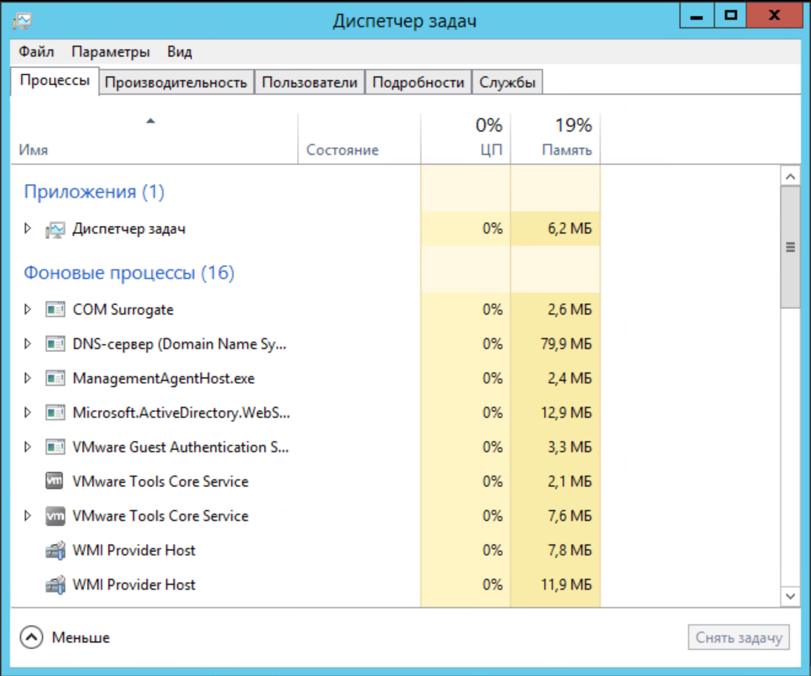 Диспетчер задач
Файл Параметры Вид
Процессы Производительность Пользователи Подробности Службы
0% 19%
Имя Состояние ЦП Память
Приложения (1)
Диспетчер задач 0% 6,2 МБ
Фоновые процессы (16)
COM Surrogate 0% 2,6 МБ
DNS-сервер (Domain Name Sy... 0% 79,9 МБ
ManagementAgentHost.exe 0% 2,4 МБ
Microsoft.ActiveDirectory.WebS... 0% 12,9 МБ
VMware Guest Authentication S... 0% 3,3 МБ
vm VMware Tools Core Service 0% 2,1 МБ
vm VMware Tools Core Service 0% 7,6 МБ
WMI Provider Host 0% 7,8 МБ
WMI Provider Host 0% 11,9 МБ
Меньше Снять задачу